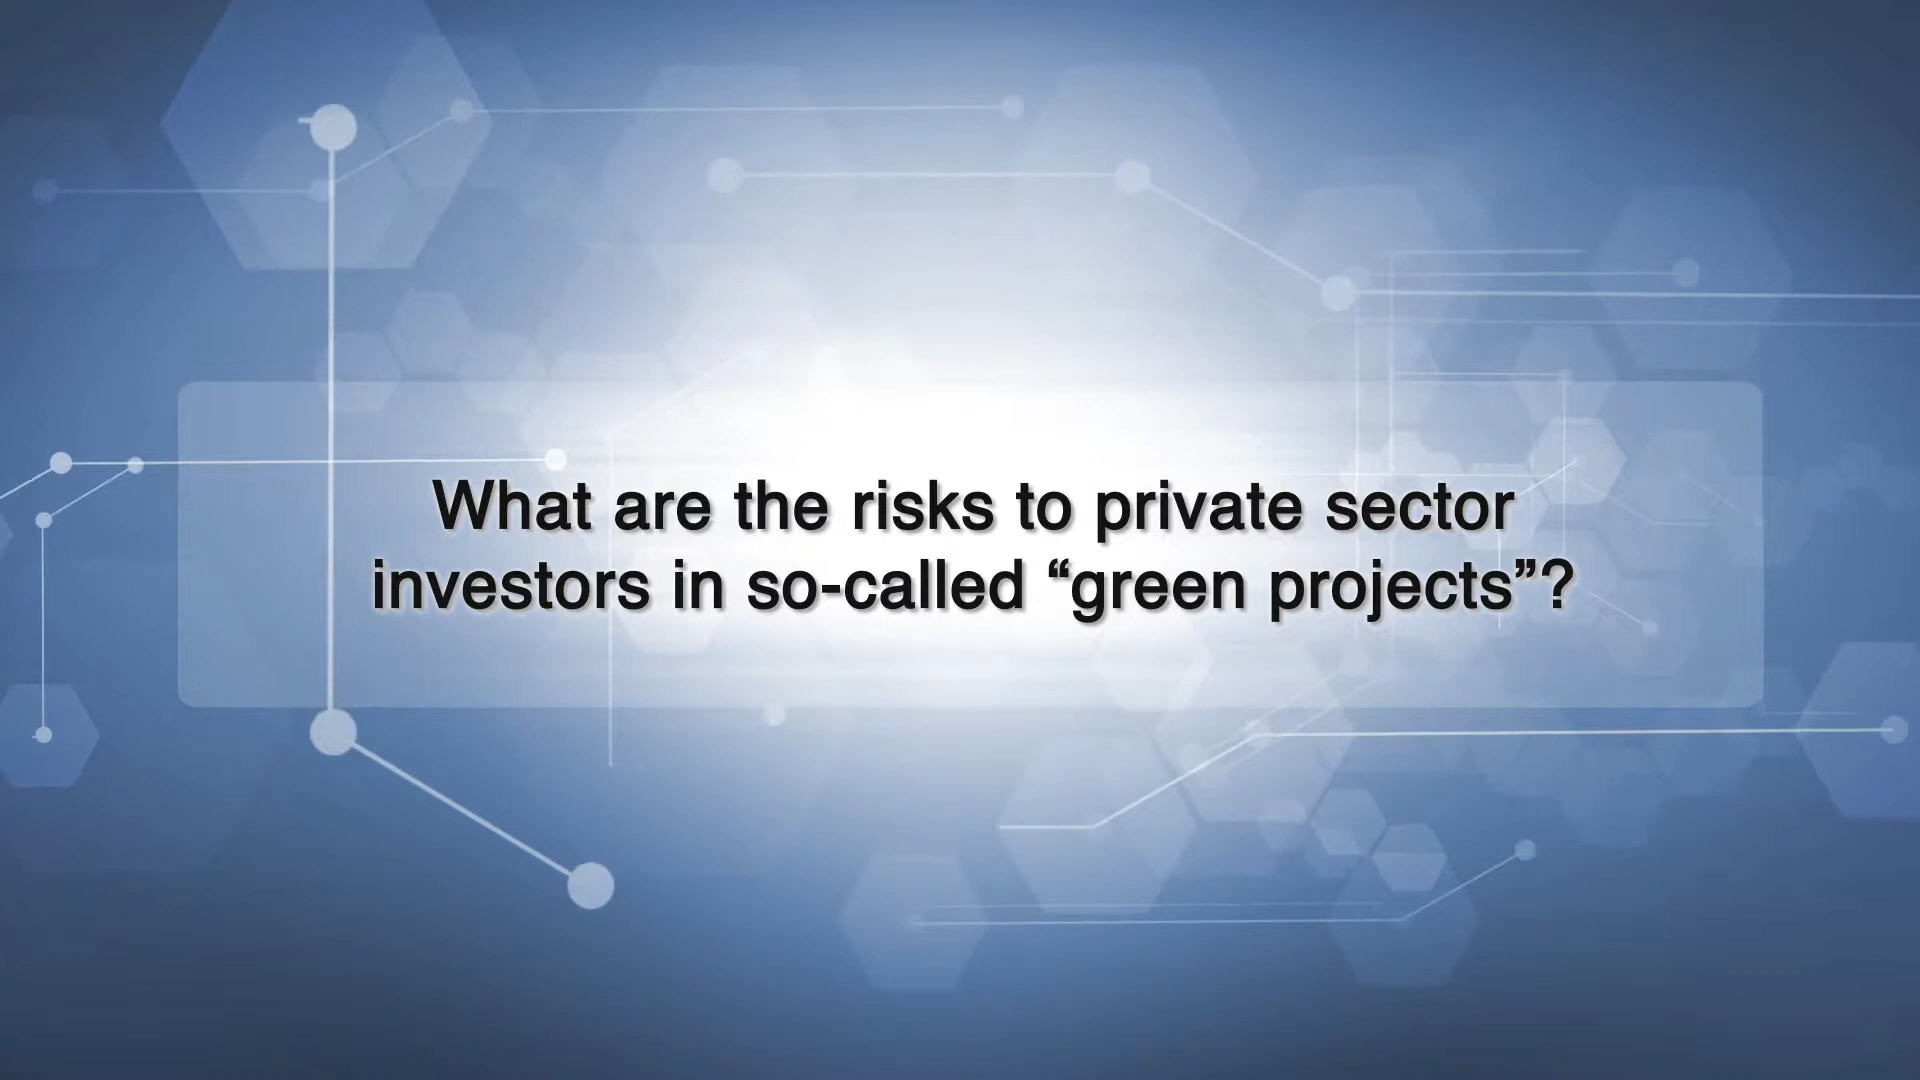 What are the risks to private sector
investors in so-called “green projects”?